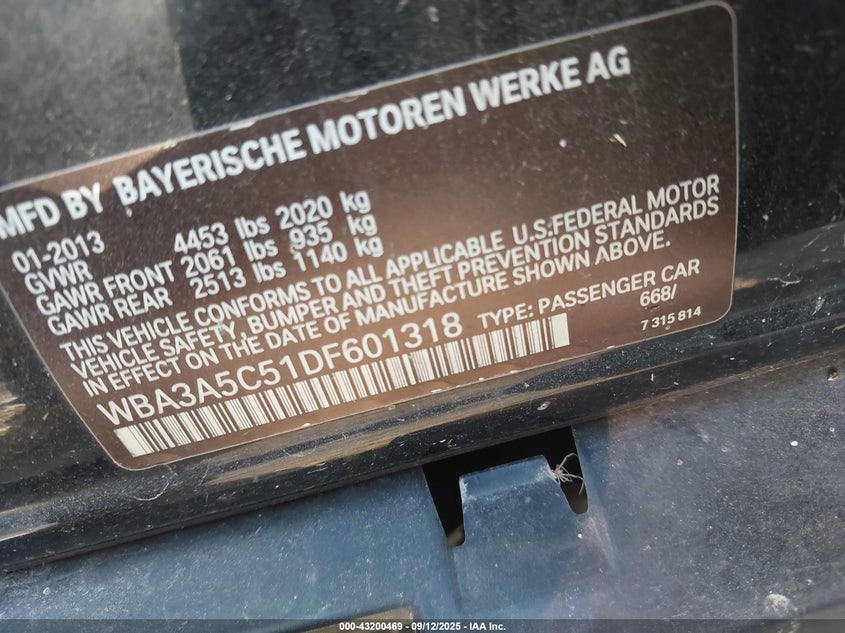 MFD BY BAYERISCHE MOTOREN WERKE AG
01-2013
GVWR 4453 lbs 2020 kg
GAWR FRONT 2061 lbs 935 kg
GAWR REAR 2513 lbs 1140 kg
THIS VEHICLE CONFORMS TO ALL APPLICABLE U.S.FEDERAL MOTOR
VEHICLE SAFETY, BUMPER AND THEFT PREVENTION STANDARDS
IN EFFECT ON THE DATE OF MANUFACTURE SHOWN ABOVE.
WBA3A5C51DF601318 TYPE: PASSENGER CAR
668/
7 315 814
000-43200469 - 09/12/2025 - IAA Inc.